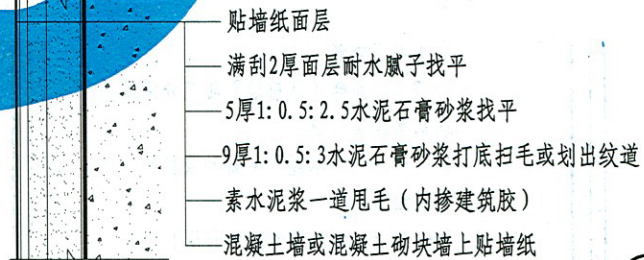 贴墙纸面层
满刮2厚面层耐水腻子找平
5厚1:0.5:2.5水泥石膏砂浆找平
9厚1:0.5:3水泥石膏砂浆打底扫毛或划出纹道
素水泥浆一道甩毛（内掺建筑胶）
混凝土墙或混凝土砌块墙上贴墙纸